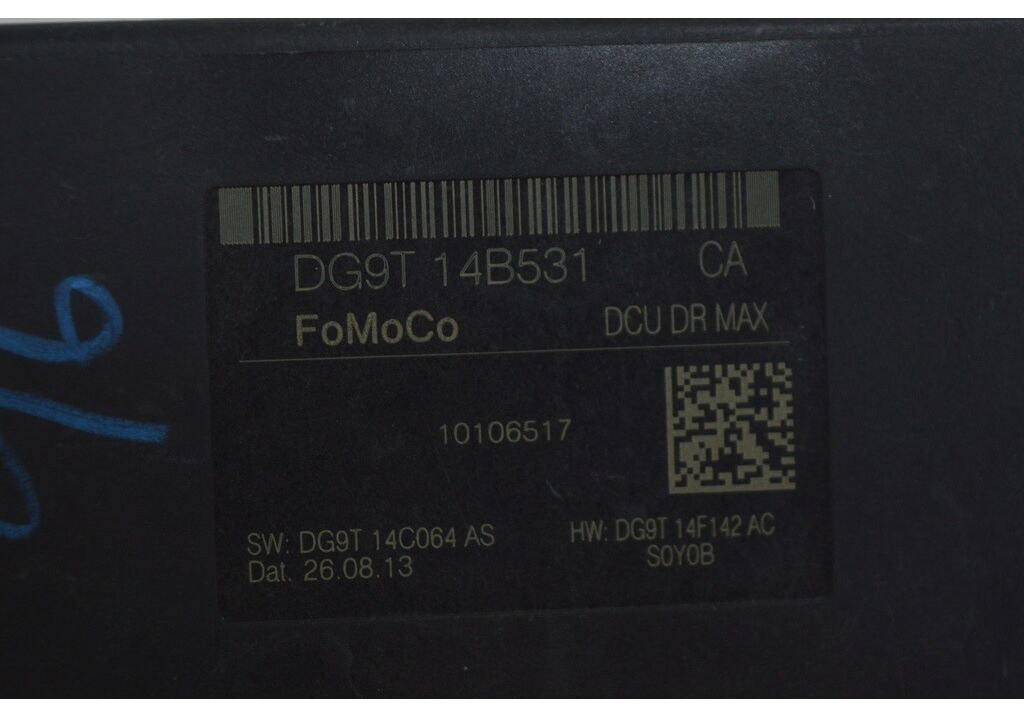 DG9T 14B531 CA
FoMoCo DCU DR MAX
10106517
SW: DG9T 14C064 AS HW: DG9T 14F142 AC
Dat. 26.08.13 S0Y0B